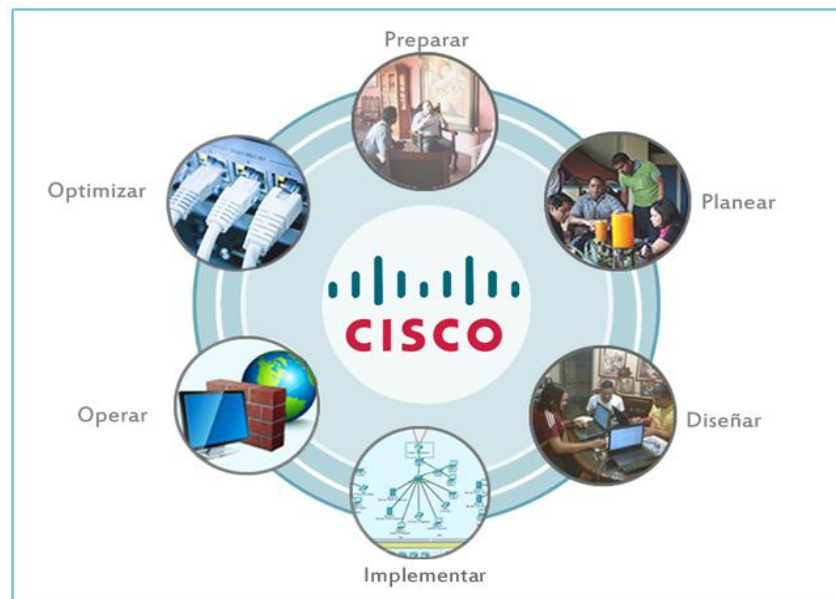 Preparar
Planear
Diseñar
Implementar
Operar
Optimizar
CISCO